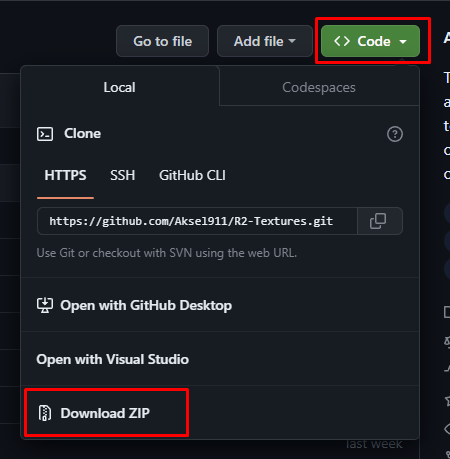 Go to file
Add file
<> Code
Local
Codespaces
Clone
HTTPS
SSH
GitHub CLI
https://github.com/Aksel911/R2-Textures.git
Use Git or checkout with SVN using the web URL.
Open with GitHub Desktop
Open with Visual Studio
Download ZIP
last week